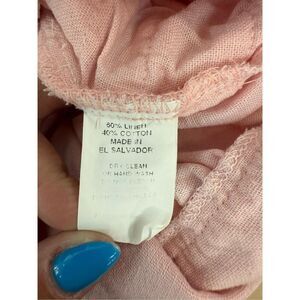 60% LINEN
40% COTTON
MADE IN
EL SALVADOR
DRY CLEAN
OR HAND WASH